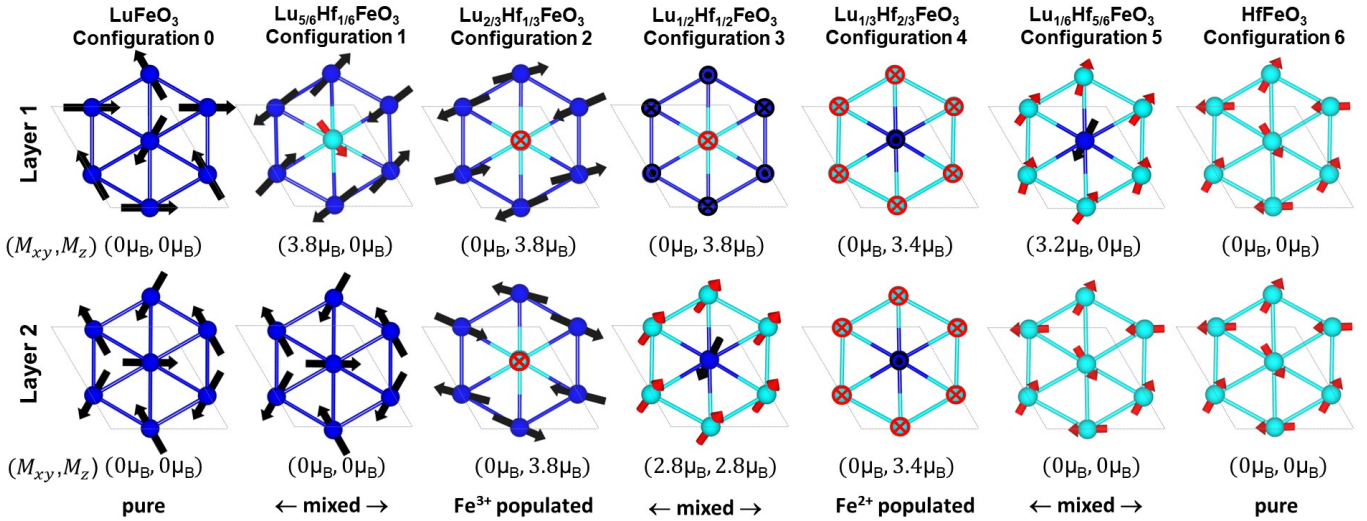 LuFeO₃ Lu₅/₆Hf₁/₆FeO₃ Lu₂/₃Hf₁/₃FeO₃ Lu₁/₂Hf₁/₂FeO₃ Lu₁/₃Hf₂/₃FeO₃ Lu₁/₆Hf₅/₆FeO₃ HfFeO₃
Configuration 0 Configuration 1 Configuration 2 Configuration 3 Configuration 4 Configuration 5 Configuration 6
Layer 1
(Mxy,Mz) (0μB, 0μB) (3.8μB, 0μB) (0μB, 3.8μB) (0μB, 3.8μB) (0μB, 3.4μB) (3.2μB, 0μB) (0μB, 0μB)
Layer 2
(Mxy,Mz) (0μB, 0μB) (0μB, 0μB) (0μB, 3.8μB) (2.8μB, 2.8μB) (0μB, 3.4μB) (0μB, 0μB) (0μB, 0μB)
pure ← mixed → Fe³⁺ populated ← mixed → Fe²⁺ populated ← mixed → pure